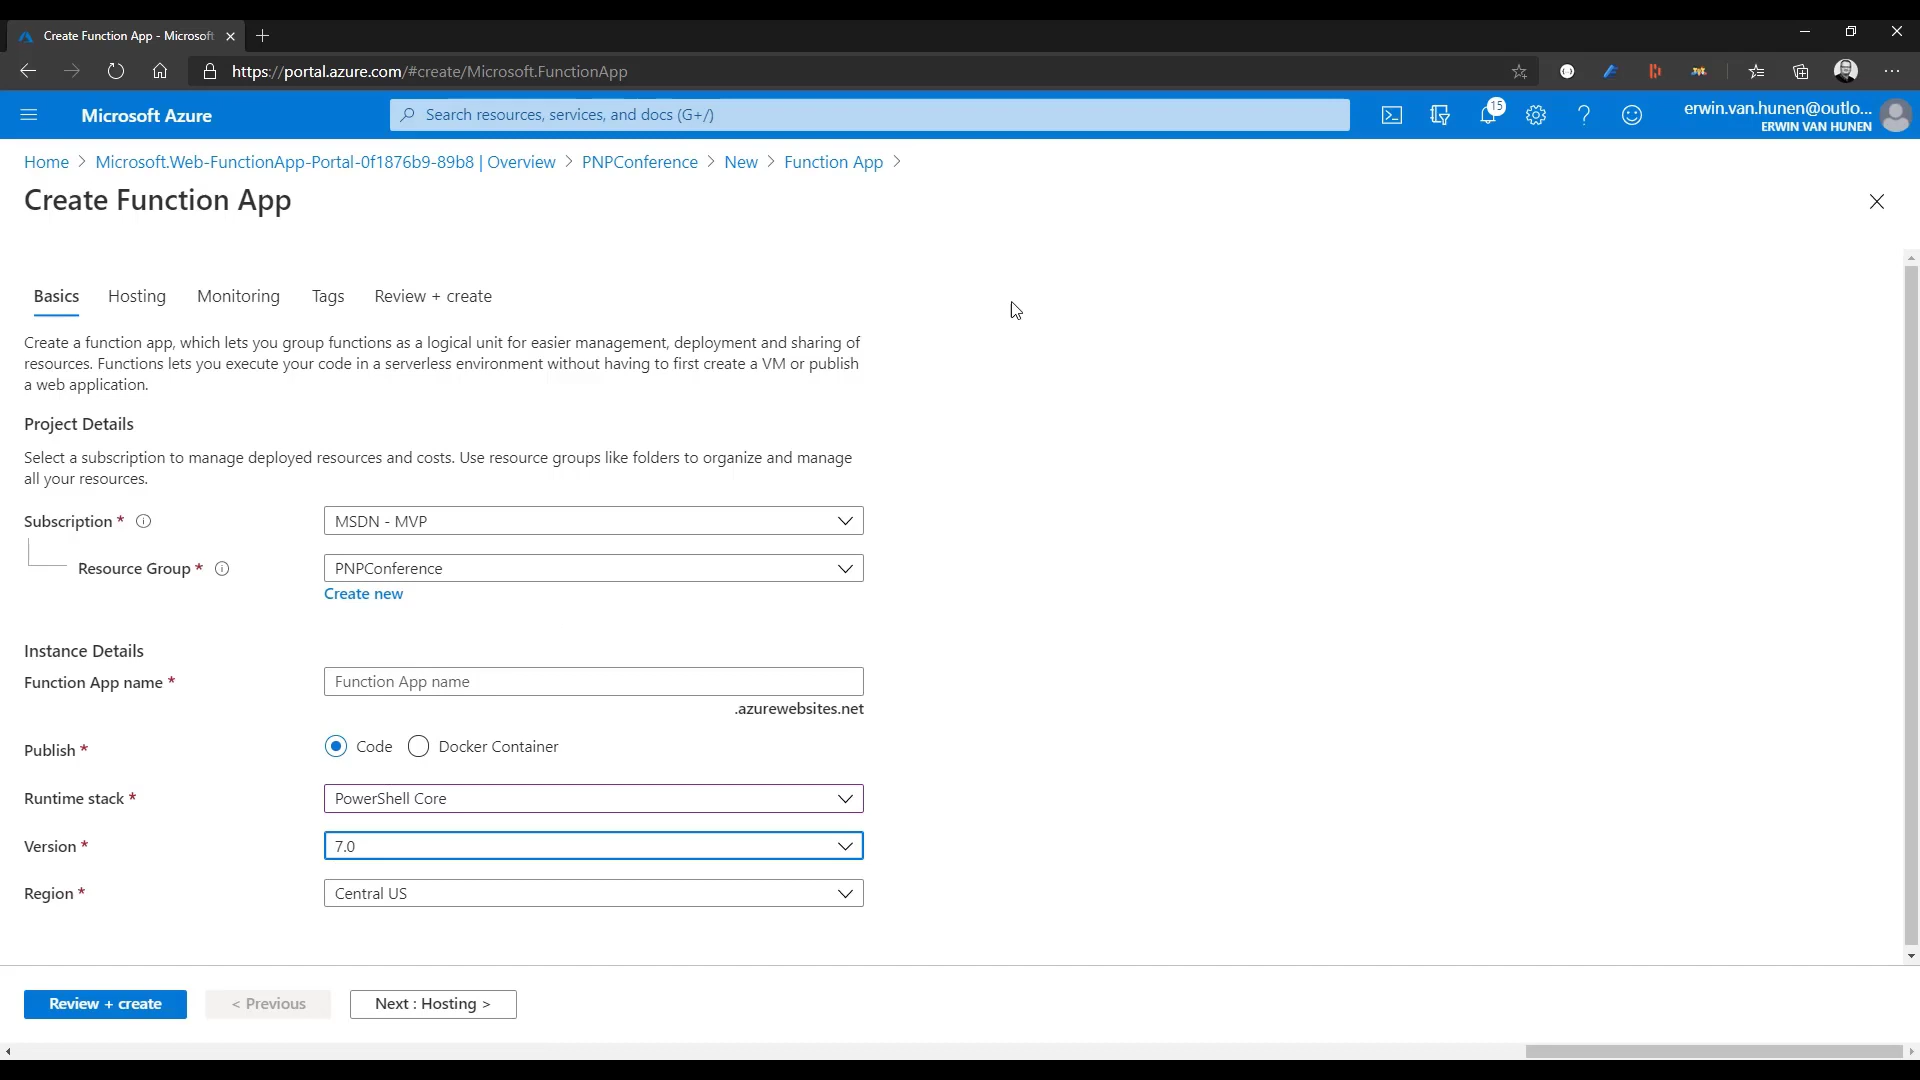 Create Function App - Microsoft
https://portal.azure.com/#create/Microsoft.FunctionApp
Microsoft Azure
Search resources, services, and docs (G+/)
15
erwin.van.hunen@outlo...
ERWIN VAN HUNEN
Home > Microsoft.Web-FunctionApp-Portal-0f1876b9-89b8 | Overview > PNPConference > New > Function App >
Create Function App
Basics Hosting Monitoring Tags Review + create
Create a function app, which lets you group functions as a logical unit for easier management, deployment and sharing of
resources. Functions lets you execute your code in a serverless environment without having to first create a VM or publish
a web application.
Project Details
Select a subscription to manage deployed resources and costs. Use resource groups like folders to organize and manage
all your resources.
Subscription *
MSDN - MVP
Resource Group *
PNPConference
Create new
Instance Details
Function App name *
Function App name
.azurewebsites.net
Publish *
Code Docker Container
Runtime stack *
PowerShell Core
Version *
7.0
Region *
Central US
Review + create
< Previous
Next : Hosting >